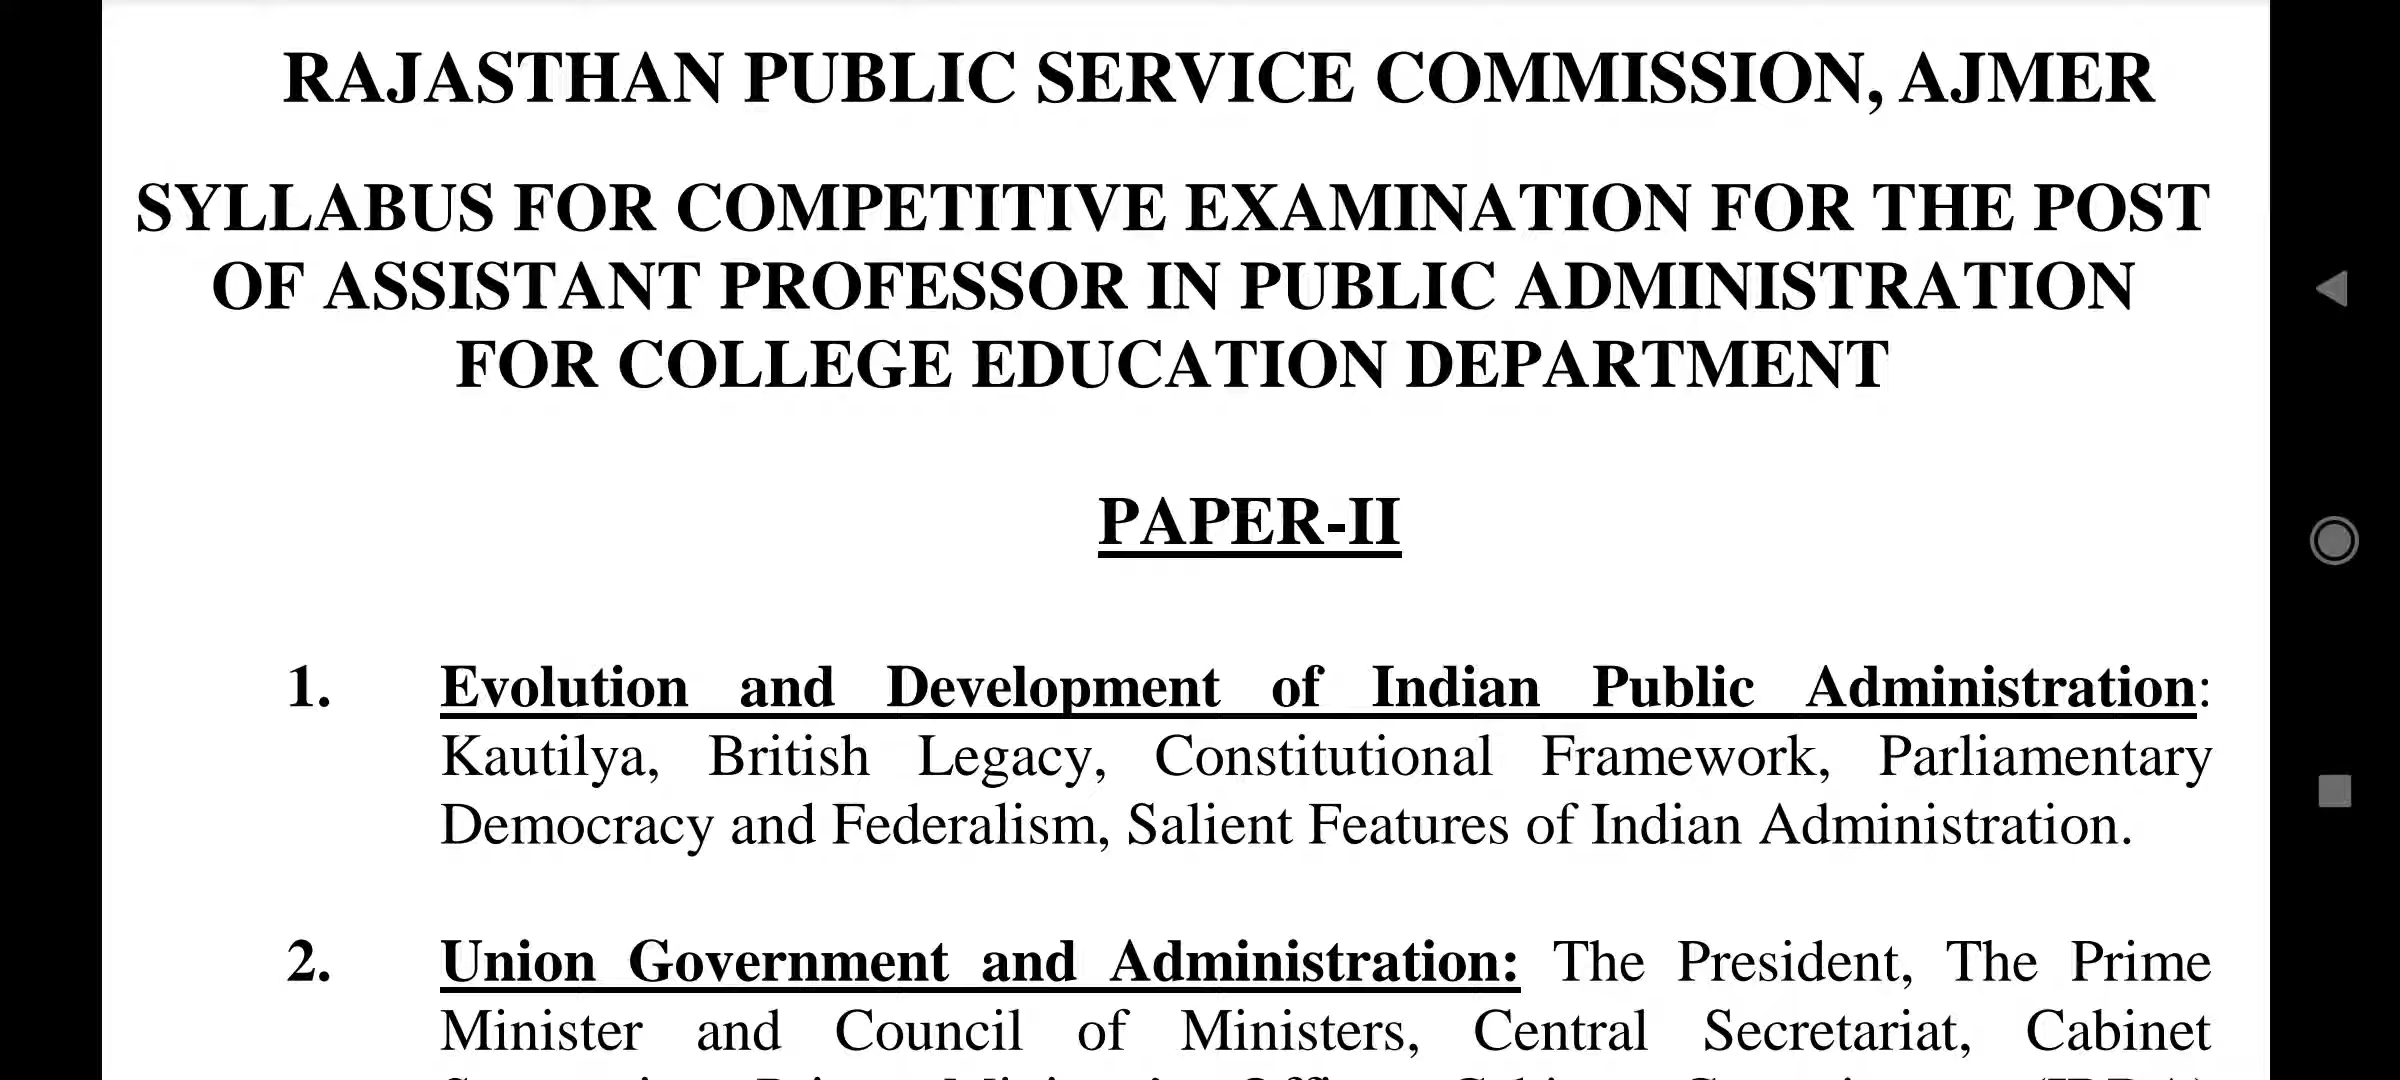 RAJASTHAN PUBLIC SERVICE COMMISSION, AJMER
SYLLABUS FOR COMPETITIVE EXAMINATION FOR THE POST
OF ASSISTANT PROFESSOR IN PUBLIC ADMINISTRATION
FOR COLLEGE EDUCATION DEPARTMENT
PAPER-II
1. Evolution and Development of Indian Public Administration:
Kautilya, British Legacy, Constitutional Framework, Parliamentary
Democracy and Federalism, Salient Features of Indian Administration.
2. Union Government and Administration: The President, The Prime
Minister and Council of Ministers, Central Secretariat, Cabinet